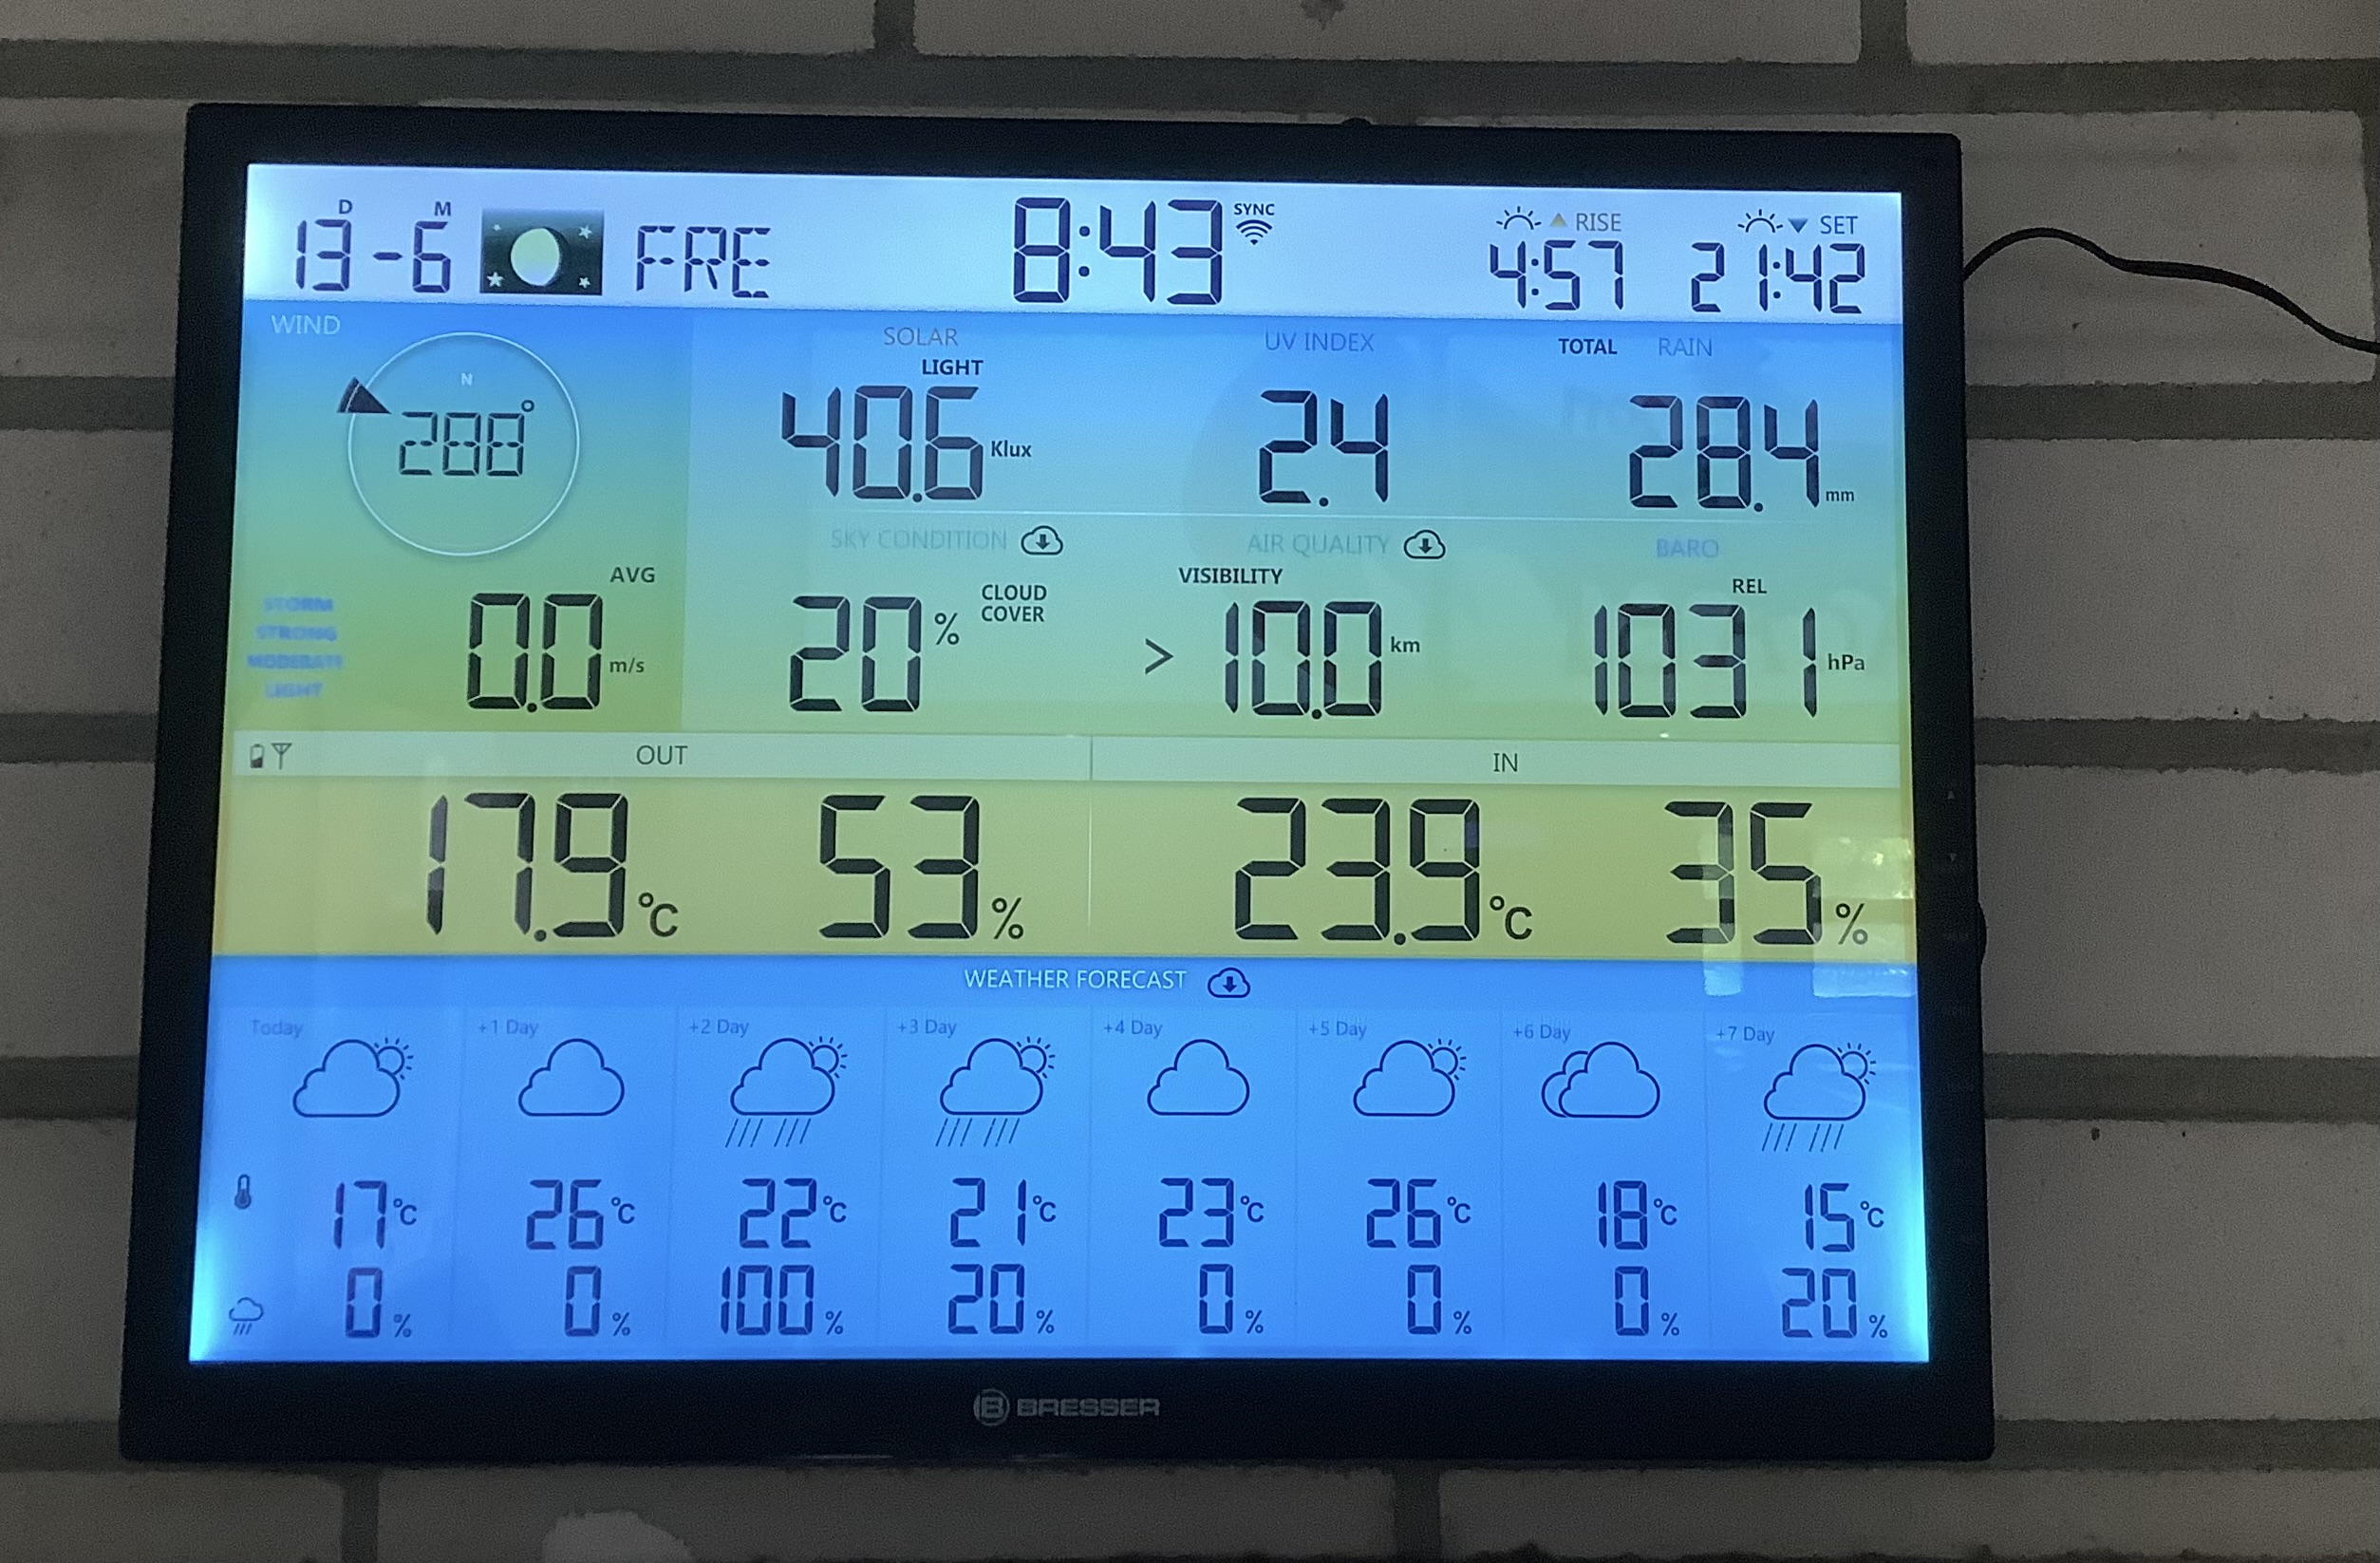 D M
13-6 FRE 8:43 SYNC RISE 4:57 SET 21:42
WIND
N
288°
STORM
STRONG
MODERATE
LIGHT
AVG
0.0 m/s
SOLAR
LIGHT
40.6 Klux
UV INDEX
2.4
TOTAL RAIN
28.4 mm
SKY CONDITION
20 % CLOUD COVER
AIR QUALITY
VISIBILITY
> 10.0 km
BARO
REL
1031 hPa
OUT
17.9 °C 53 %
IN
23.9 °C 35 %
WEATHER FORECAST
Today +1 Day +2 Day +3 Day +4 Day +5 Day +6 Day +7 Day
17 °C 26 °C 22 °C 21 °C 23 °C 26 °C 18 °C 15 °C
0 % 0 % 100 % 20 % 0 % 0 % 0 % 20 %
B BRESSER